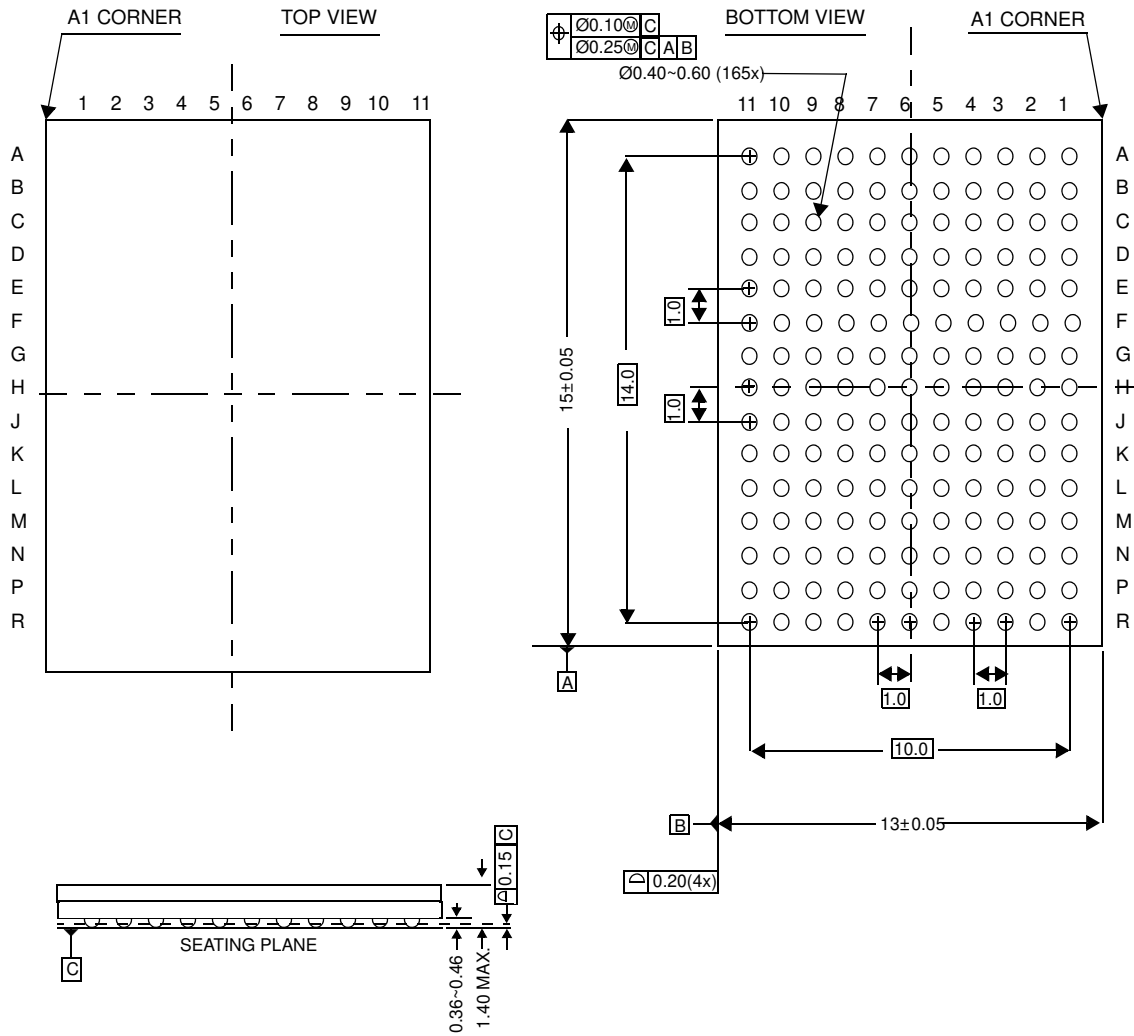 A1 CORNER
TOP VIEW
BOTTOM VIEW
A1 CORNER
Ø0.10Ⓜ C
Ø0.25Ⓜ C A B
Ø0.40~0.60 (165x)
1 2 3 4 5 6 7 8 9 10 11
11 10 9 8 7 6 5 4 3 2 1
A
B
C
D
E
F
G
H
J
K
L
M
N
P
R
A
B
C
D
E
F
G
H
J
K
L
M
N
P
R
15±0.05
14.0
1.0
1.0
A
1.0
1.0
10.0
B
13±0.05
0.20(4x)
0.15 C
SEATING PLANE
C
0.36~0.46
1.40 MAX.